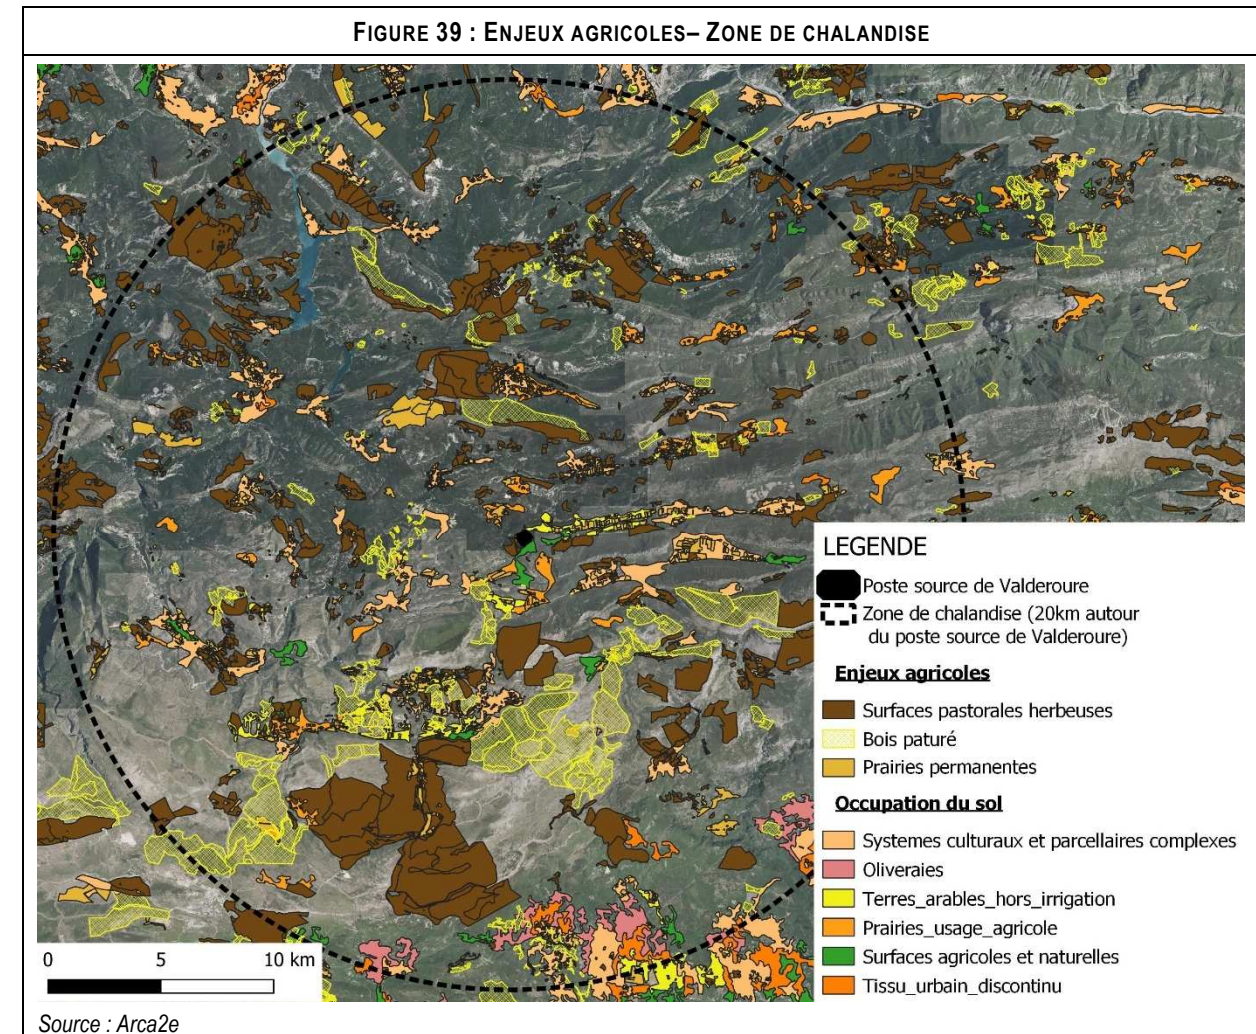 FIGURE 39 : ENJEUX AGRICOLES– ZONE DE CHALANDISE
LEGENDE
Poste source de Valderoure
Zone de chalandise (20km autour
du poste source de Valderoure)
Enjeux agricoles
Surfaces pastorales herbeuses
Bois paturé
Prairies permanentes
Occupation du sol
Systemes culturaux et parcellaires complexes
Oliveraies
Terres_arables_hors_irrigation
Prairies_usage_agricole
Surfaces agricoles et naturelles
Tissu_urbain_discontinu
0 5 10 km
Source : Arca2e